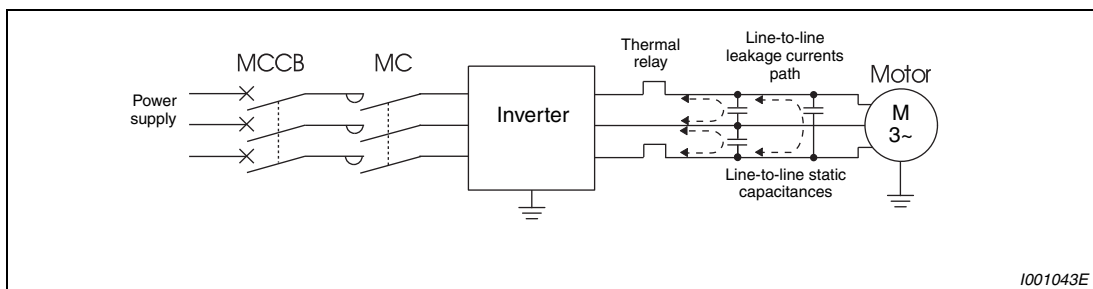 MCCB
MC
Power
supply
Inverter
Thermal
relay
Line-to-line
leakage currents
path
Motor
M
3~
Line-to-line static
capacitances
I001043E